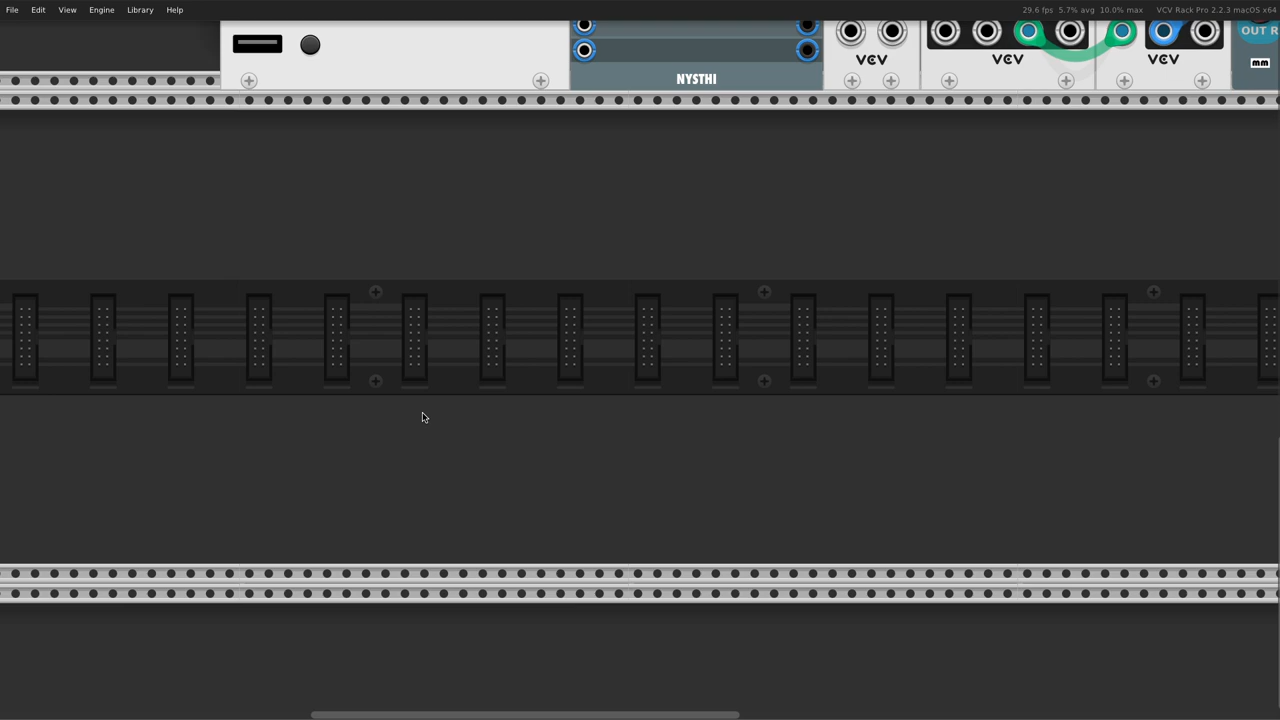 File Edit View Engine Library Help
29.6 fps 5.7% avg 10.0% max VCV Rack Pro 2.2.3 macOS x64
OUT R
VCV VCV VCV
mm
NYSTHI